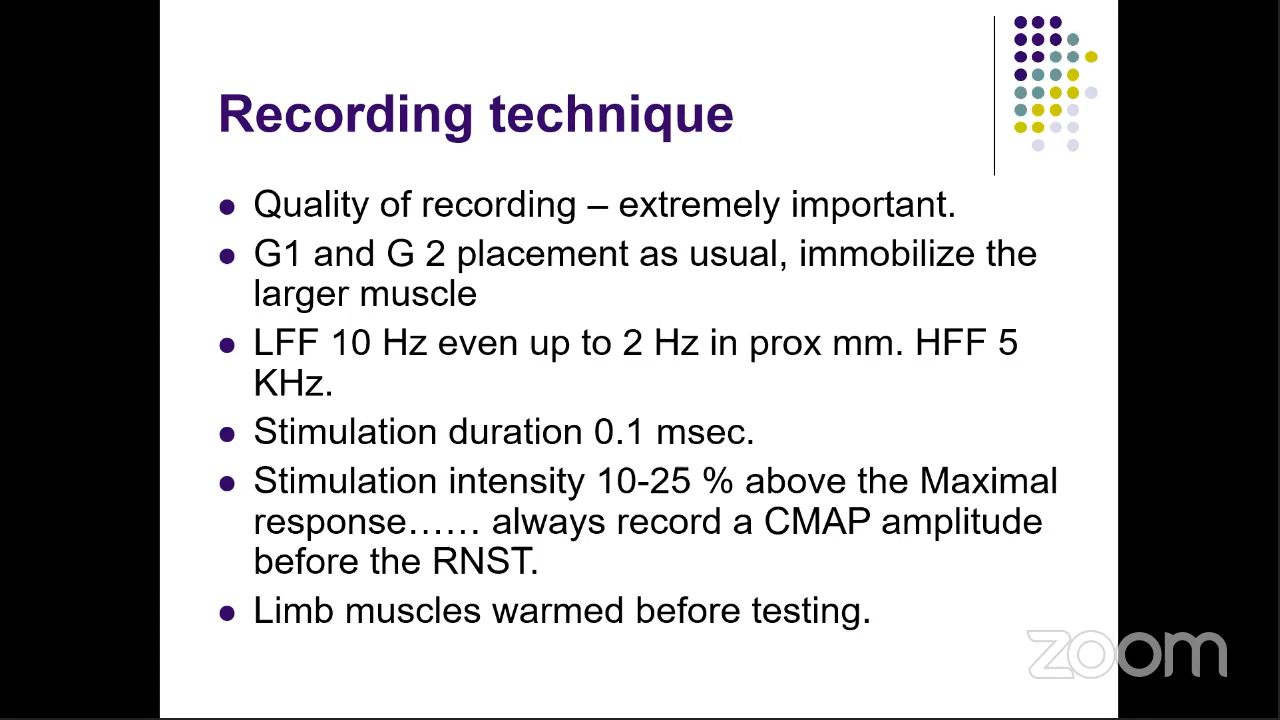 Recording technique
Quality of recording – extremely important.
G1 and G 2 placement as usual, immobilize the
larger muscle
LFF 10 Hz even up to 2 Hz in prox mm. HFF 5
KHz.
Stimulation duration 0.1 msec.
Stimulation intensity 10-25 % above the Maximal
response…… always record a CMAP amplitude
before the RNST.
Limb muscles warmed before testing.
zoom